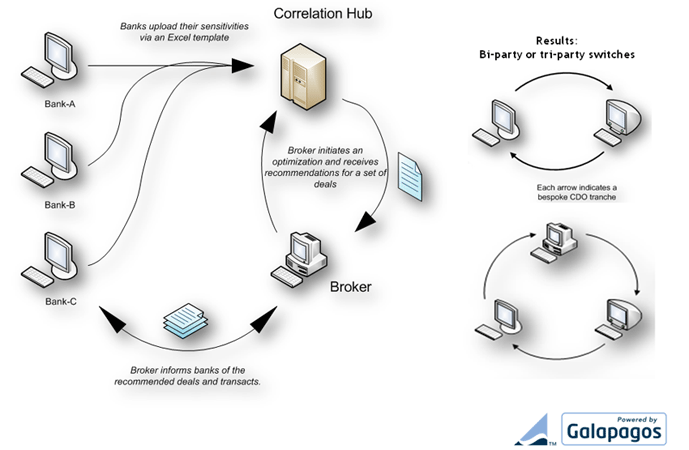 Correlation Hub
Banks upload their sensitivities
via an Excel template
Bank-A
Bank-B
Bank-C
Broker initiates an
optimization and receives
recommendations for a set of
deals
Broker
Broker informs banks of the
recommended deals and transacts.
Results:
Bi-party or tri-party switches
Each arrow indicates a
bespoke CDO tranche
TM
Powered by
Galapagos